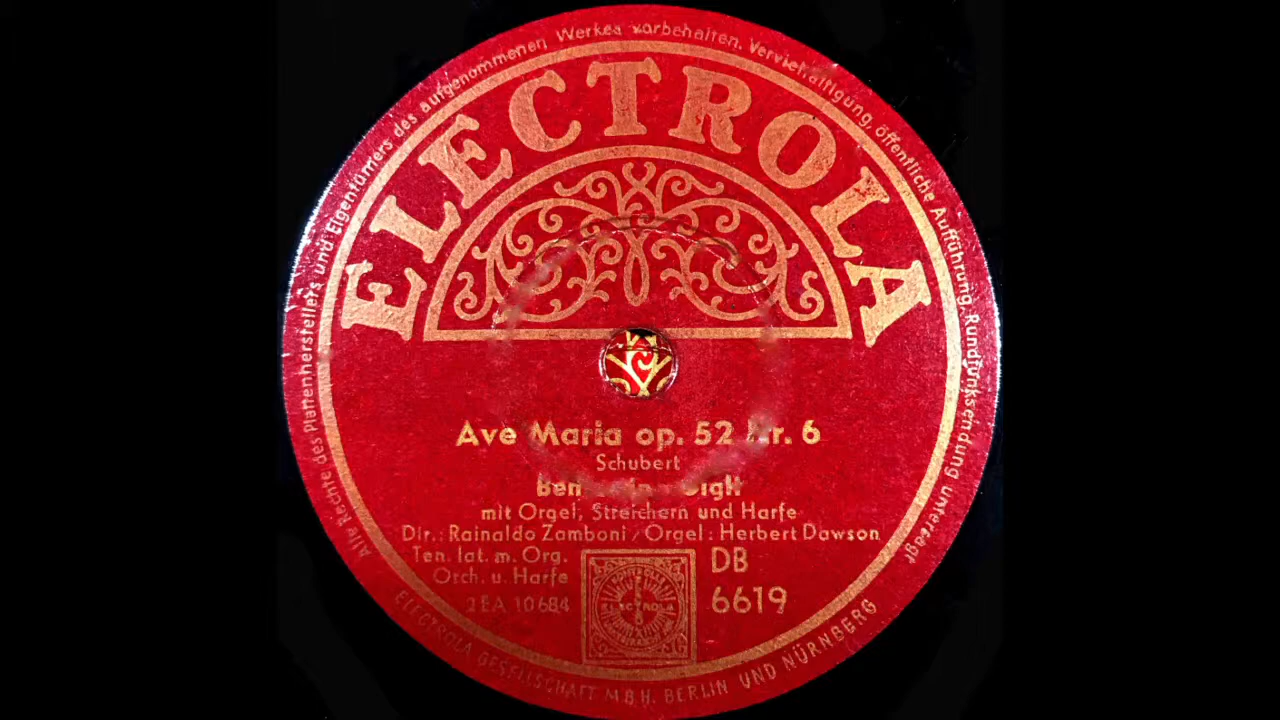 Alle Rechte des Plattenherstellers und Eigentümers des aufgenommenen Werkes vorbehalten. Vervielfältigung, öffentliche Aufführung, Rundfunksendung untersagt
ELECTROLA
Ave Maria op. 52 Nr. 6
Schubert
mit Orgel, Streichern und Harfe
Dir.: Rainaldo Zamboni / Orgel : Herbert Dawson
Ten. lat. m. Org.
Orch. u. Harfe
2EA 10684
ELECTROLA
DB
6619
ELECTROLA GESELLSCHAFT M.B.H. BERLIN UND NÜRNBERG